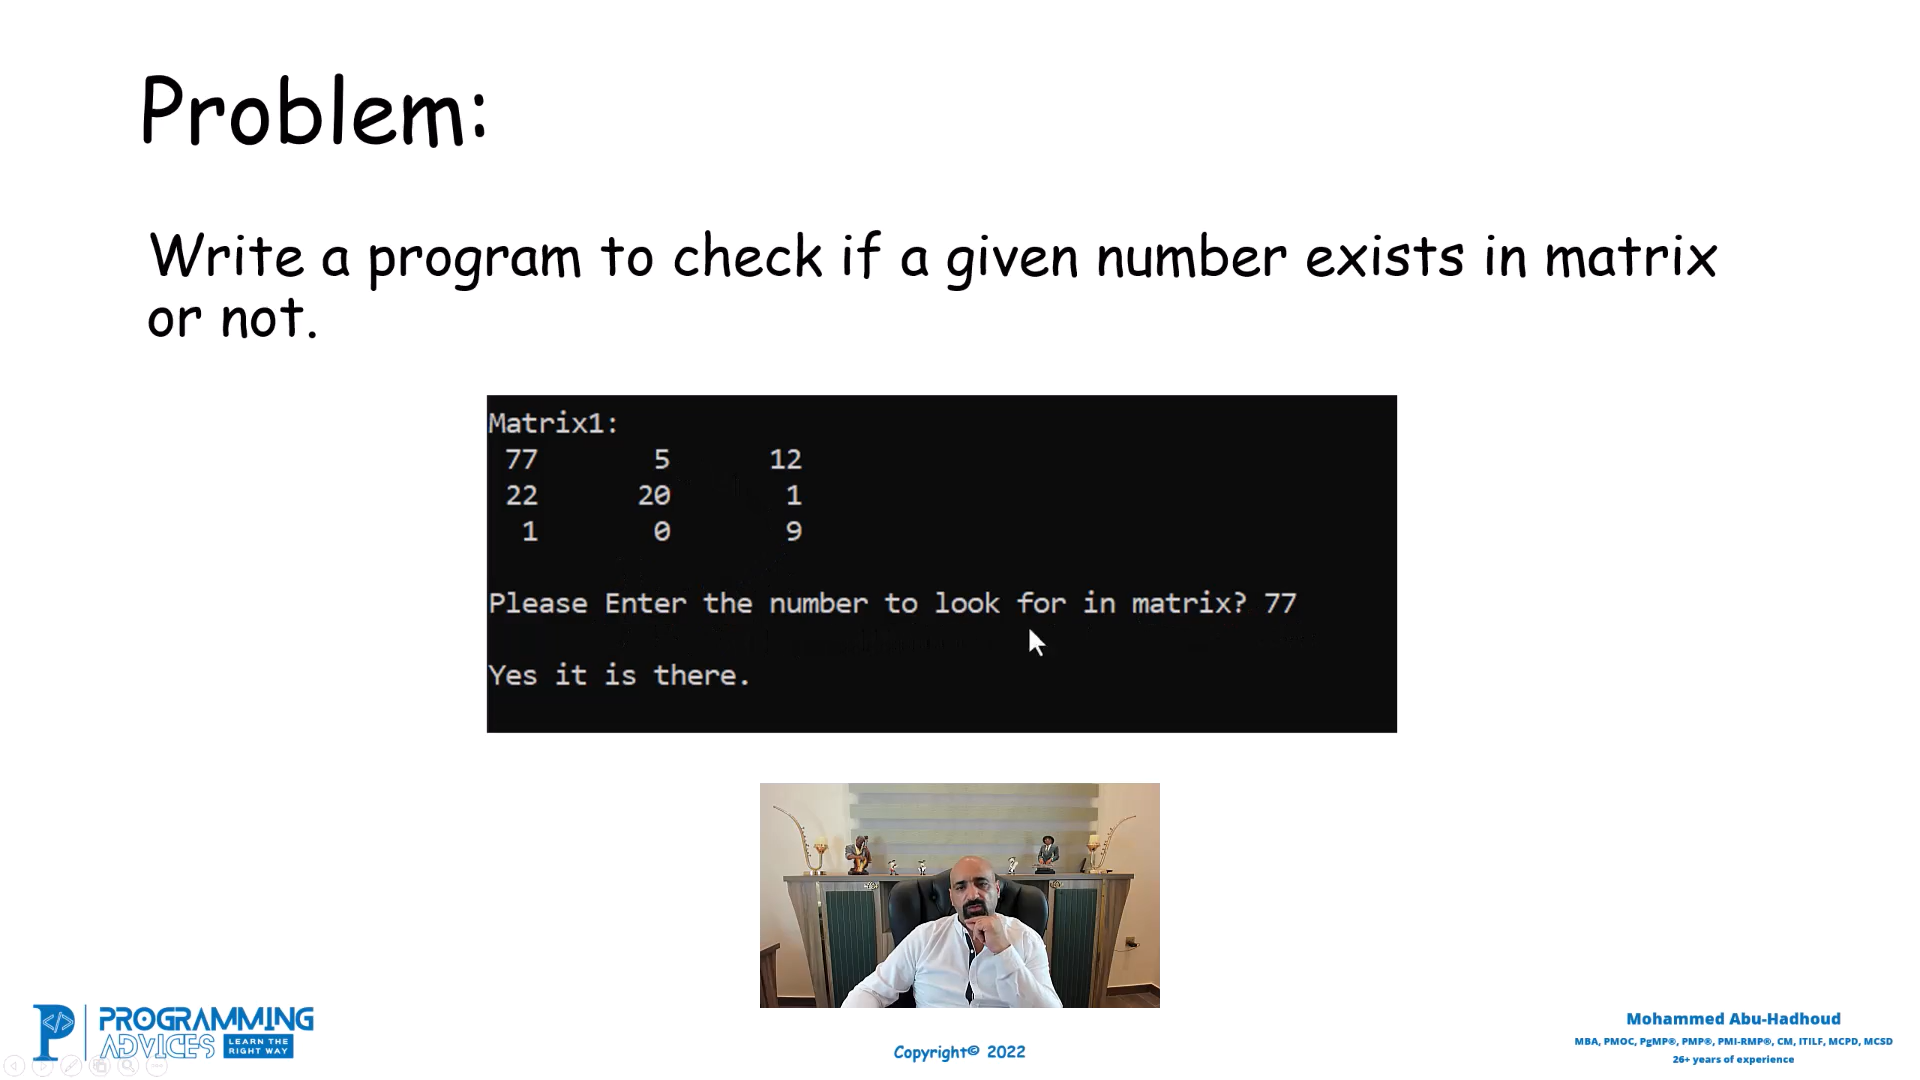 Problem:
Write a program to check if a given number exists in matrix
or not.
Matrix1:
77 5 12
22 20 1
1 0 9
Please Enter the number to look for in matrix? 77
Yes it is there.
P </>
PROGRAMMING
ADVICES LEARN THE
RIGHT WAY
Copyright© 2022
Mohammed Abu-Hadhoud
MBA, PMOC, PgMP®, PMP®, PMI-RMP®, CM, ITILF, MCPD, MCSD
26+ years of experience